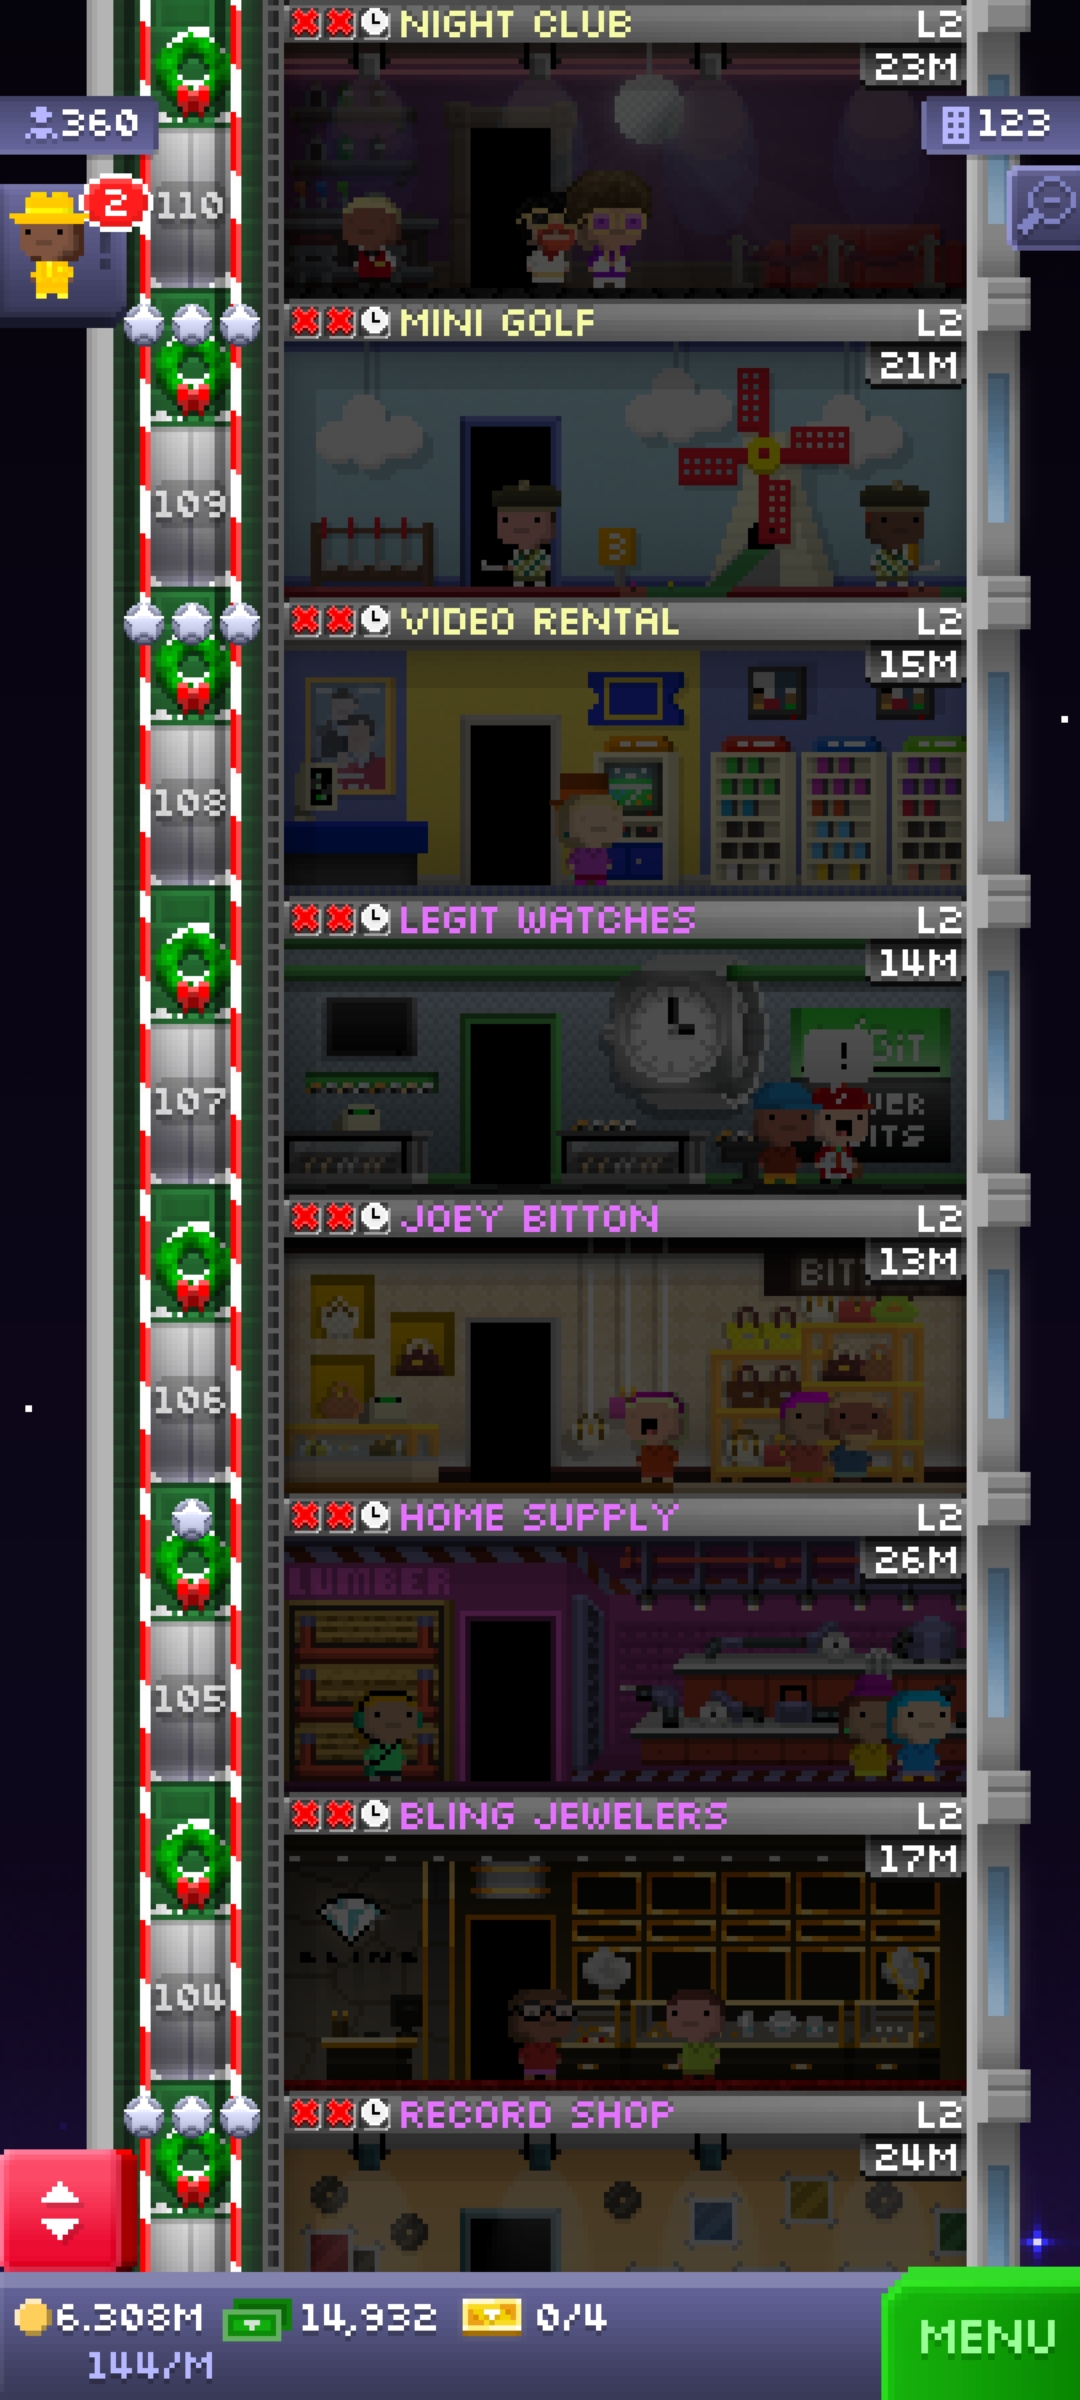 NIGHT CLUB L2
23M
360
123
2
110
MINI GOLF L2
21M
109
3
VIDEO RENTAL L2
15M
108
LEGIT WATCHES L2
14M
!
107
JOEY BITTON L2
13M
106
HOME SUPPLY L2
26M
LUMBER
105
BLING JEWELERS L2
17M
BLING
104
RECORD SHOP L2
24M
6.308M 14,932 0/4
144/M
MENU